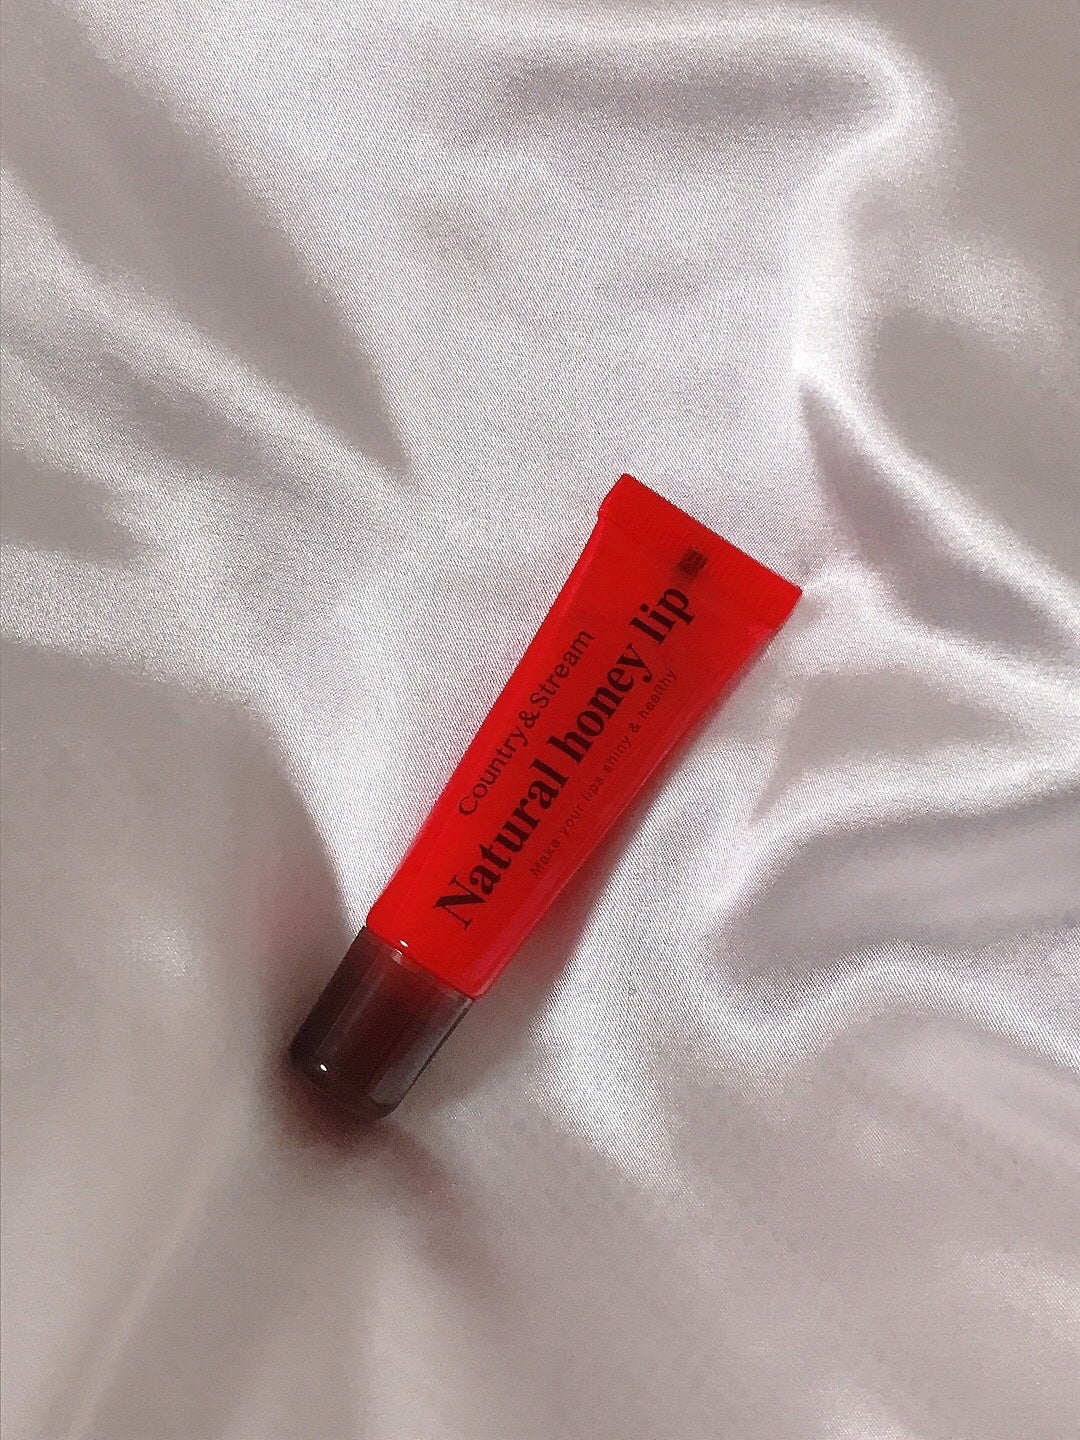 Country&Stream
Natural honey lip
Make your lips shiny & healthy